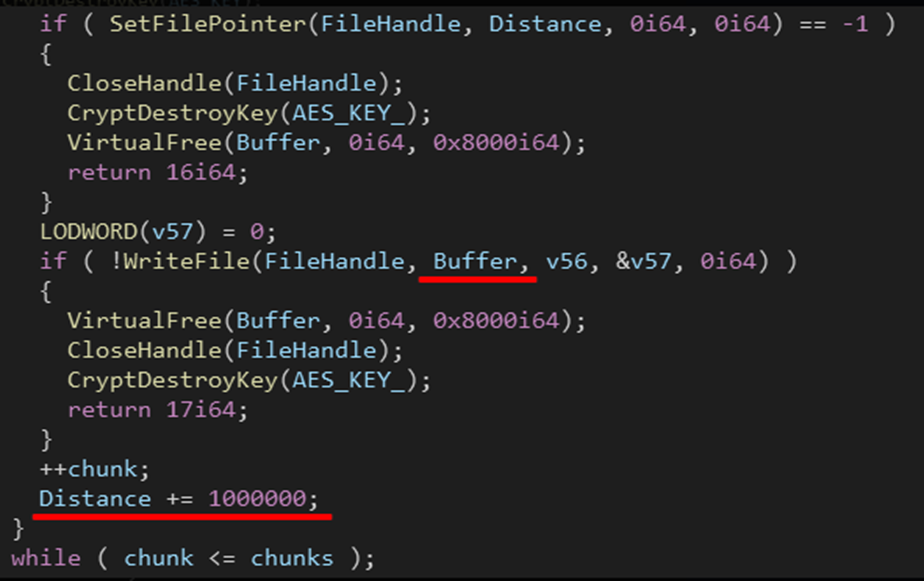 if ( SetFilePointer(FileHandle, Distance, 0i64, 0i64) == -1 )
{
CloseHandle(FileHandle);
CryptDestroyKey(AES_KEY_);
VirtualFree(Buffer, 0i64, 0x8000i64);
return 16i64;
}
LODWORD(v57) = 0;
if ( !WriteFile(FileHandle, Buffer, v56, &v57, 0i64) )
{
VirtualFree(Buffer, 0i64, 0x8000i64);
CloseHandle(FileHandle);
CryptDestroyKey(AES_KEY_);
return 17i64;
}
++chunk;
Distance += 1000000;
}
while ( chunk <= chunks );